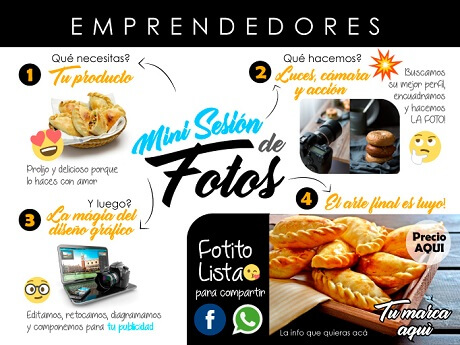 EMPRENDEDORES
1
Qué necesitas?
Tu producto
Prolijo y delicioso porque
lo haces con amor
Mini Sesión
de
Fotos
2
Qué hacemos?
Luces, cámara
y acción
Buscamos
su mejor perfil,
encuadramos
y hacemos
LA FOTO!
3
Y luego?
La magia del
diseño gráfico
Editamos, retocamos, diagramamos
y componemos para tu publicidad
4
El arte final es tuyo!
Fotito
Lista
para compartir
Precio
AQUI
Tu marca
aquì
La info que quieras acá